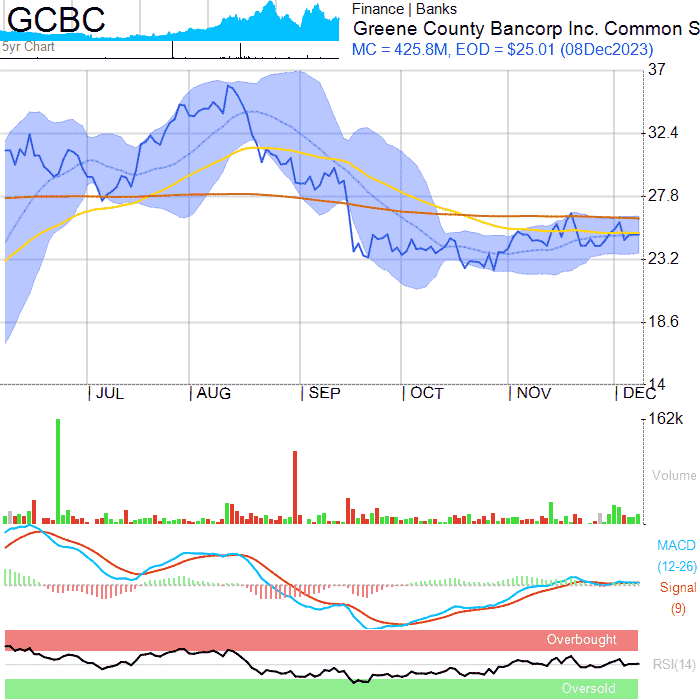 GCBC
5yr Chart
Finance | Banks
Greene County Bancorp Inc. Common S
MC = 425.8M, EOD = $25.01 (08Dec2023)
37
32.4
27.8
23.2
18.6
14
JUL AUG SEP OCT NOV DEC
162k
Volume
MACD
(12-26)
Signal
(9)
Overbought
RSI(14)
Oversold